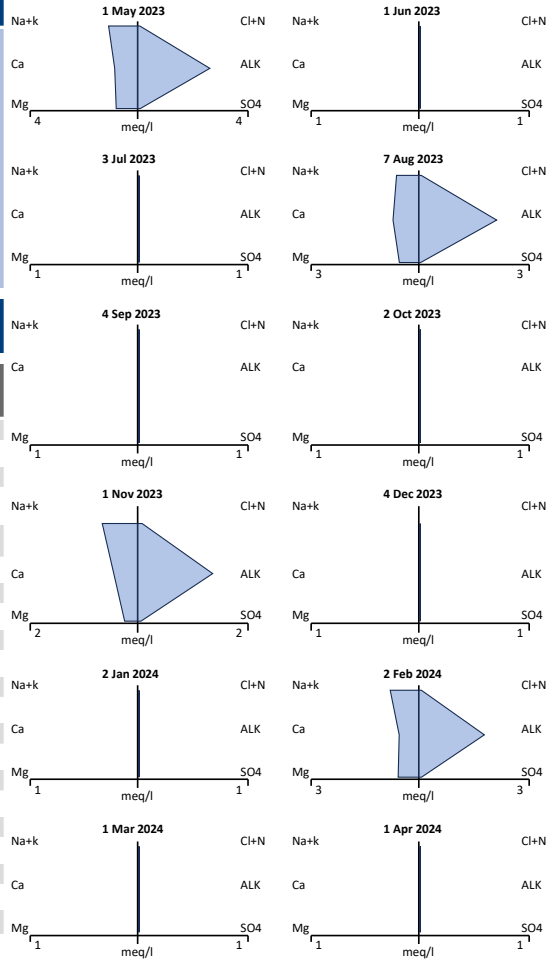 1 May 2023
Na+k Cl+N
Ca ALK
Mg SO4
4 4
meq/l
1 Jun 2023
Na+k Cl+N
Ca ALK
Mg SO4
1 1
meq/l
3 Jul 2023
Na+k Cl+N
Ca ALK
Mg SO4
1 1
meq/l
7 Aug 2023
Na+k Cl+N
Ca ALK
Mg SO4
3 3
meq/l
4 Sep 2023
Na+k Cl+N
Ca ALK
Mg SO4
1 1
meq/l
2 Oct 2023
Na+k Cl+N
Ca ALK
Mg SO4
1 1
meq/l
1 Nov 2023
Na+k Cl+N
Ca ALK
Mg SO4
2 2
meq/l
4 Dec 2023
Na+k Cl+N
Ca ALK
Mg SO4
1 1
meq/l
2 Jan 2024
Na+k Cl+N
Ca ALK
Mg SO4
1 1
meq/l
2 Feb 2024
Na+k Cl+N
Ca ALK
Mg SO4
3 3
meq/l
1 Mar 2024
Na+k Cl+N
Ca ALK
Mg SO4
1 1
meq/l
1 Apr 2024
Na+k Cl+N
Ca ALK
Mg SO4
1 1
meq/l